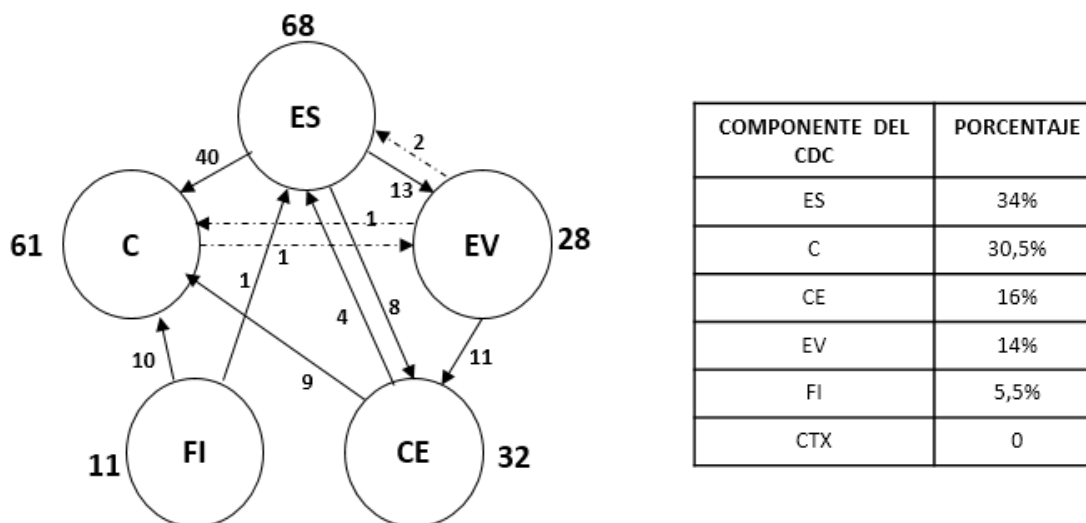 68
ES
2
40
13
1
61
C
1
EV
28
1
4
8
10
9
11
11
FI
CE
32
COMPONENTE DEL CDC
PORCENTAJE
ES
34%
C
30,5%
CE
16%
EV
14%
FI
5,5%
CTX
0